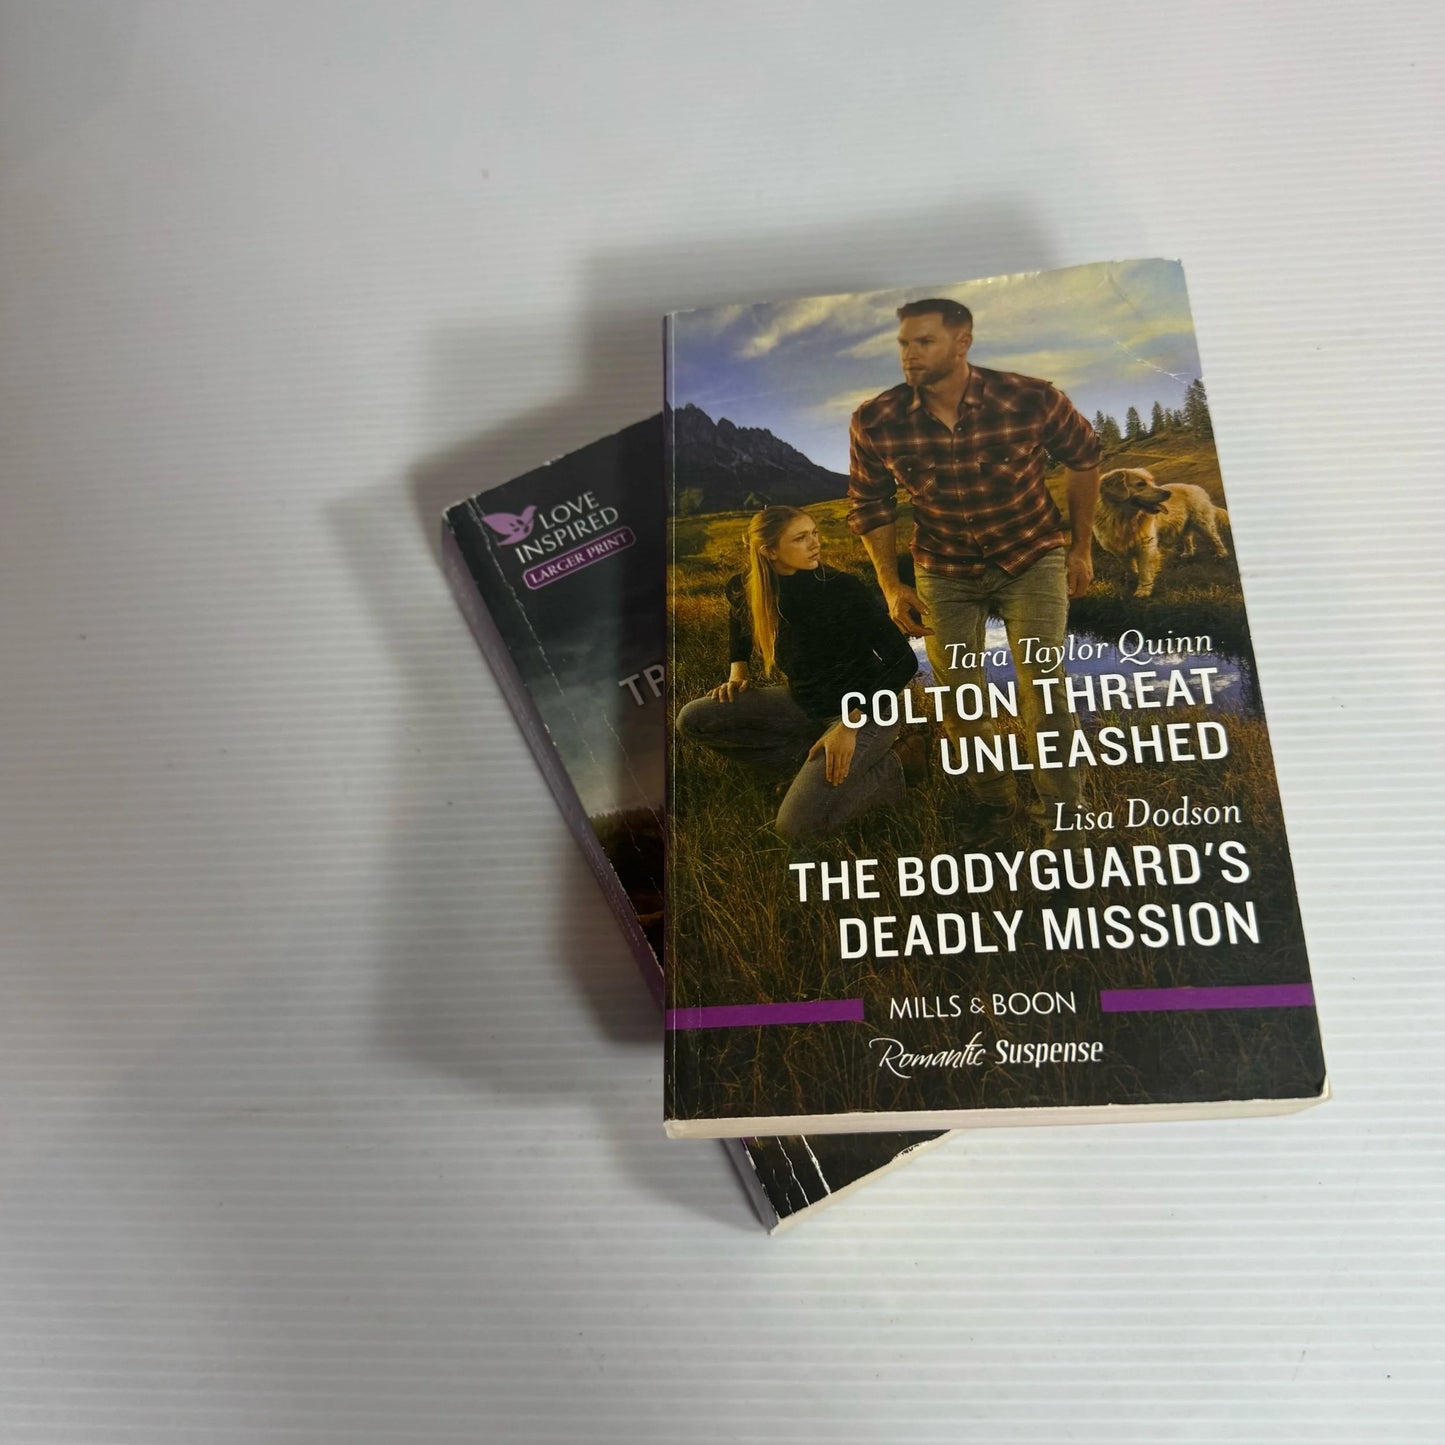 LOVE
INSPIRED
LARGER PRINT
Tara Taylor Quinn
COLTON THREAT
UNLEASHED
Lisa Dodson
THE BODYGUARD'S
DEADLY MISSION
MILLS & BOON
Romantic Suspense